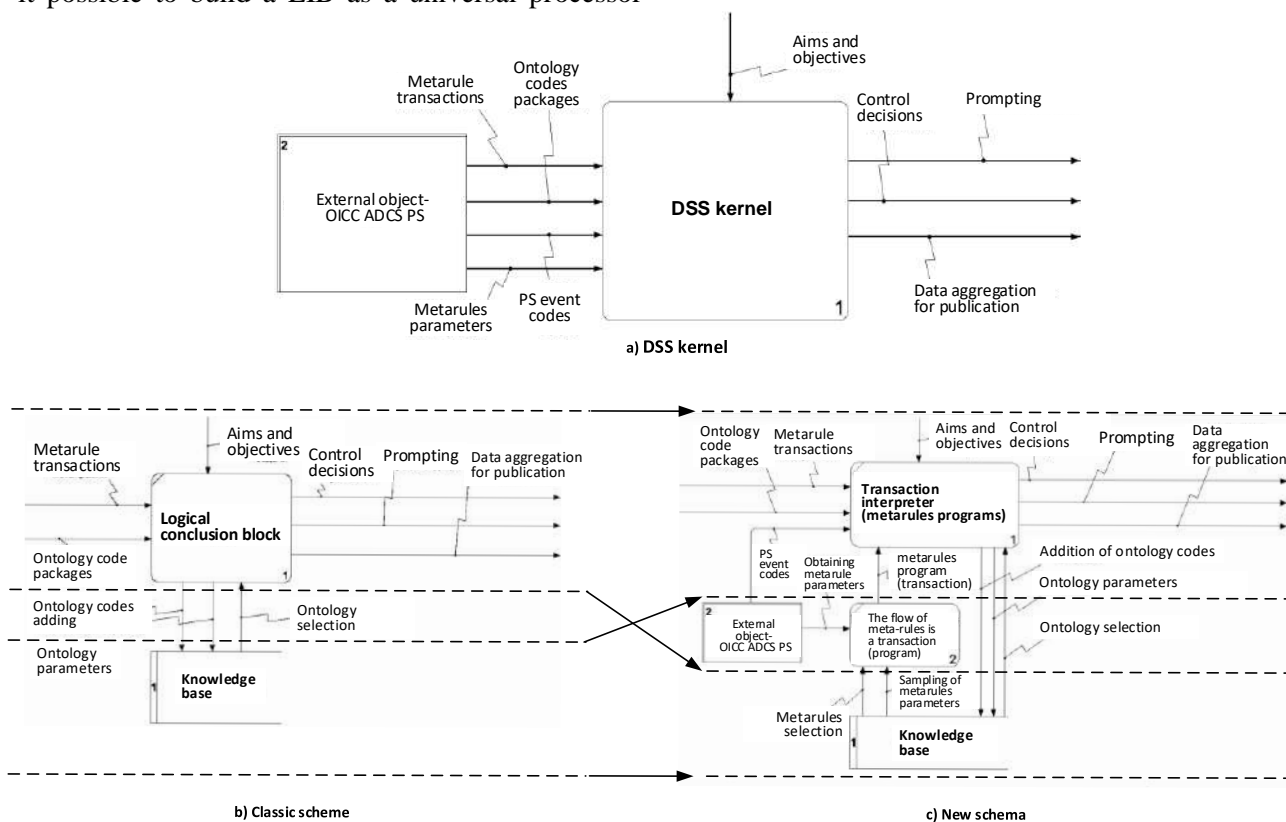 it possible to build a LIB as a universal processor
Aims and
objectives
Metarule
transactions
Ontology
codes
packages
Control
decisions
Prompting
2
External object-
OICC ADCS PS
DSS kernel
1
Metarules
parameters
PS event
codes
Data aggregation
for publication
a) DSS kernel
Metarule
transactions
Aims and
objectives
Control
decisions
Prompting
Data aggregation
for publication
Logical
conclusion block
1
Ontology code
packages
Ontology codes
adding
Ontology
selection
Ontology
parameters
1
Knowledge
base
b) Classic scheme
Ontology
code
packages
Metarule
transactions
Aims and
objectives
Control
decisions
Prompting
Data
aggregation
for publication
Transaction
interpreter
(metarules programs)
1
PS
event
codes
Obtaining
metarule
parameters
metarules
program
(transaction)
Addition of ontology codes
Ontology parameters
Ontology selection
2
External
object-
OICC ADCS PS
The flow of
meta-rules is
a transaction
(program)
2
Metarules
selection
Sampling of
metarules
parameters
1
Knowledge
base
c) New schema